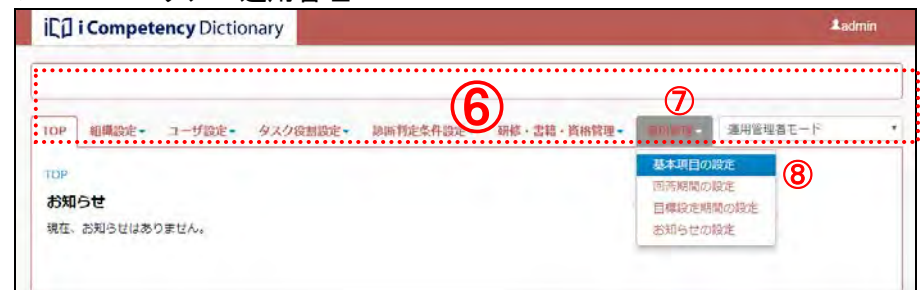 運用管理
iCD i Competency Dictionary
admin
⑥
⑦
TOP 組織設定 ユーザ設定 タスク役割設定 診断判定条件設定 研修・書籍・資格管理 運用管理 運用管理者モード
基本項目の設定
⑧
TOP
回答期間の設定
お知らせ
目標設定期間の設定
現在、お知らせはありません。
お知らせの設定